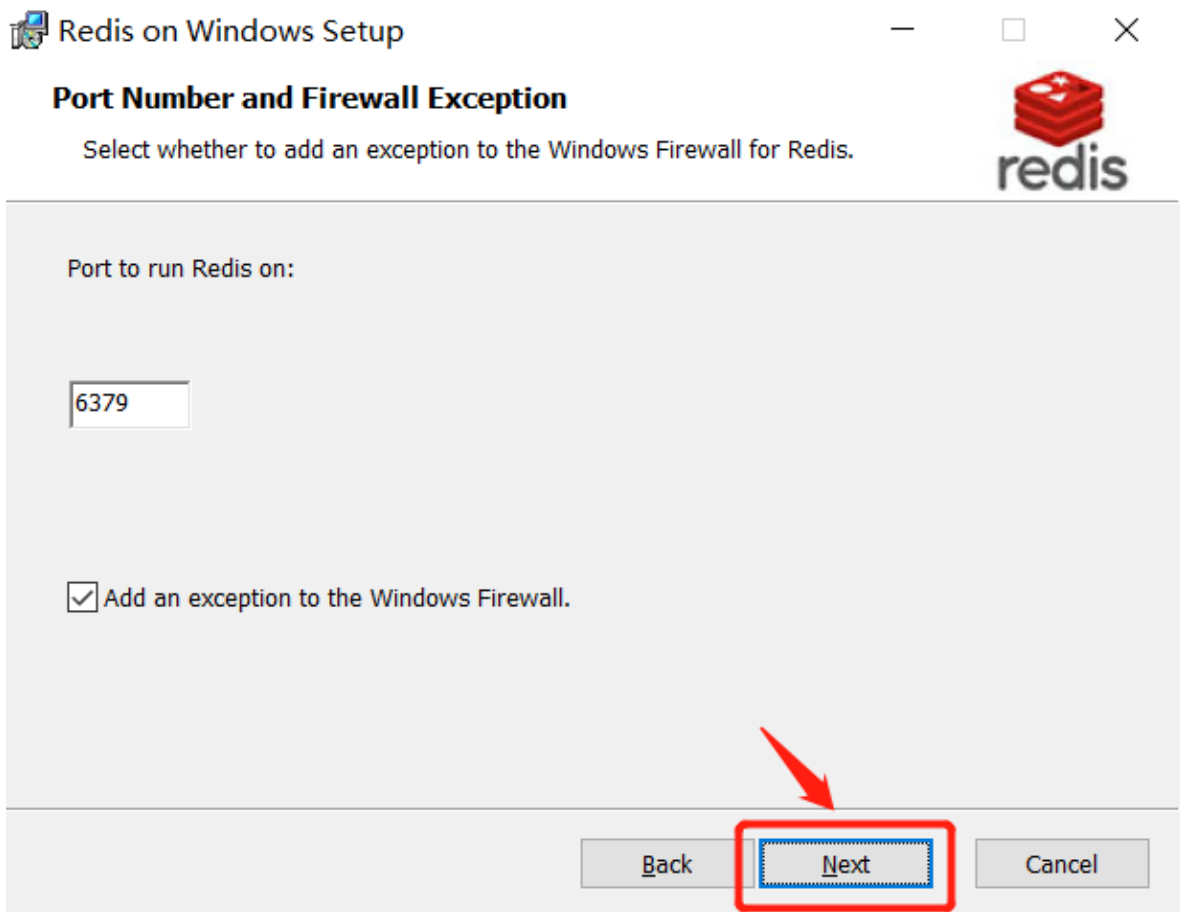 Redis on Windows Setup
Port Number and Firewall Exception
Select whether to add an exception to the Windows Firewall for Redis.
redis
Port to run Redis on:
6379
Add an exception to the Windows Firewall.
Back
Next
Cancel